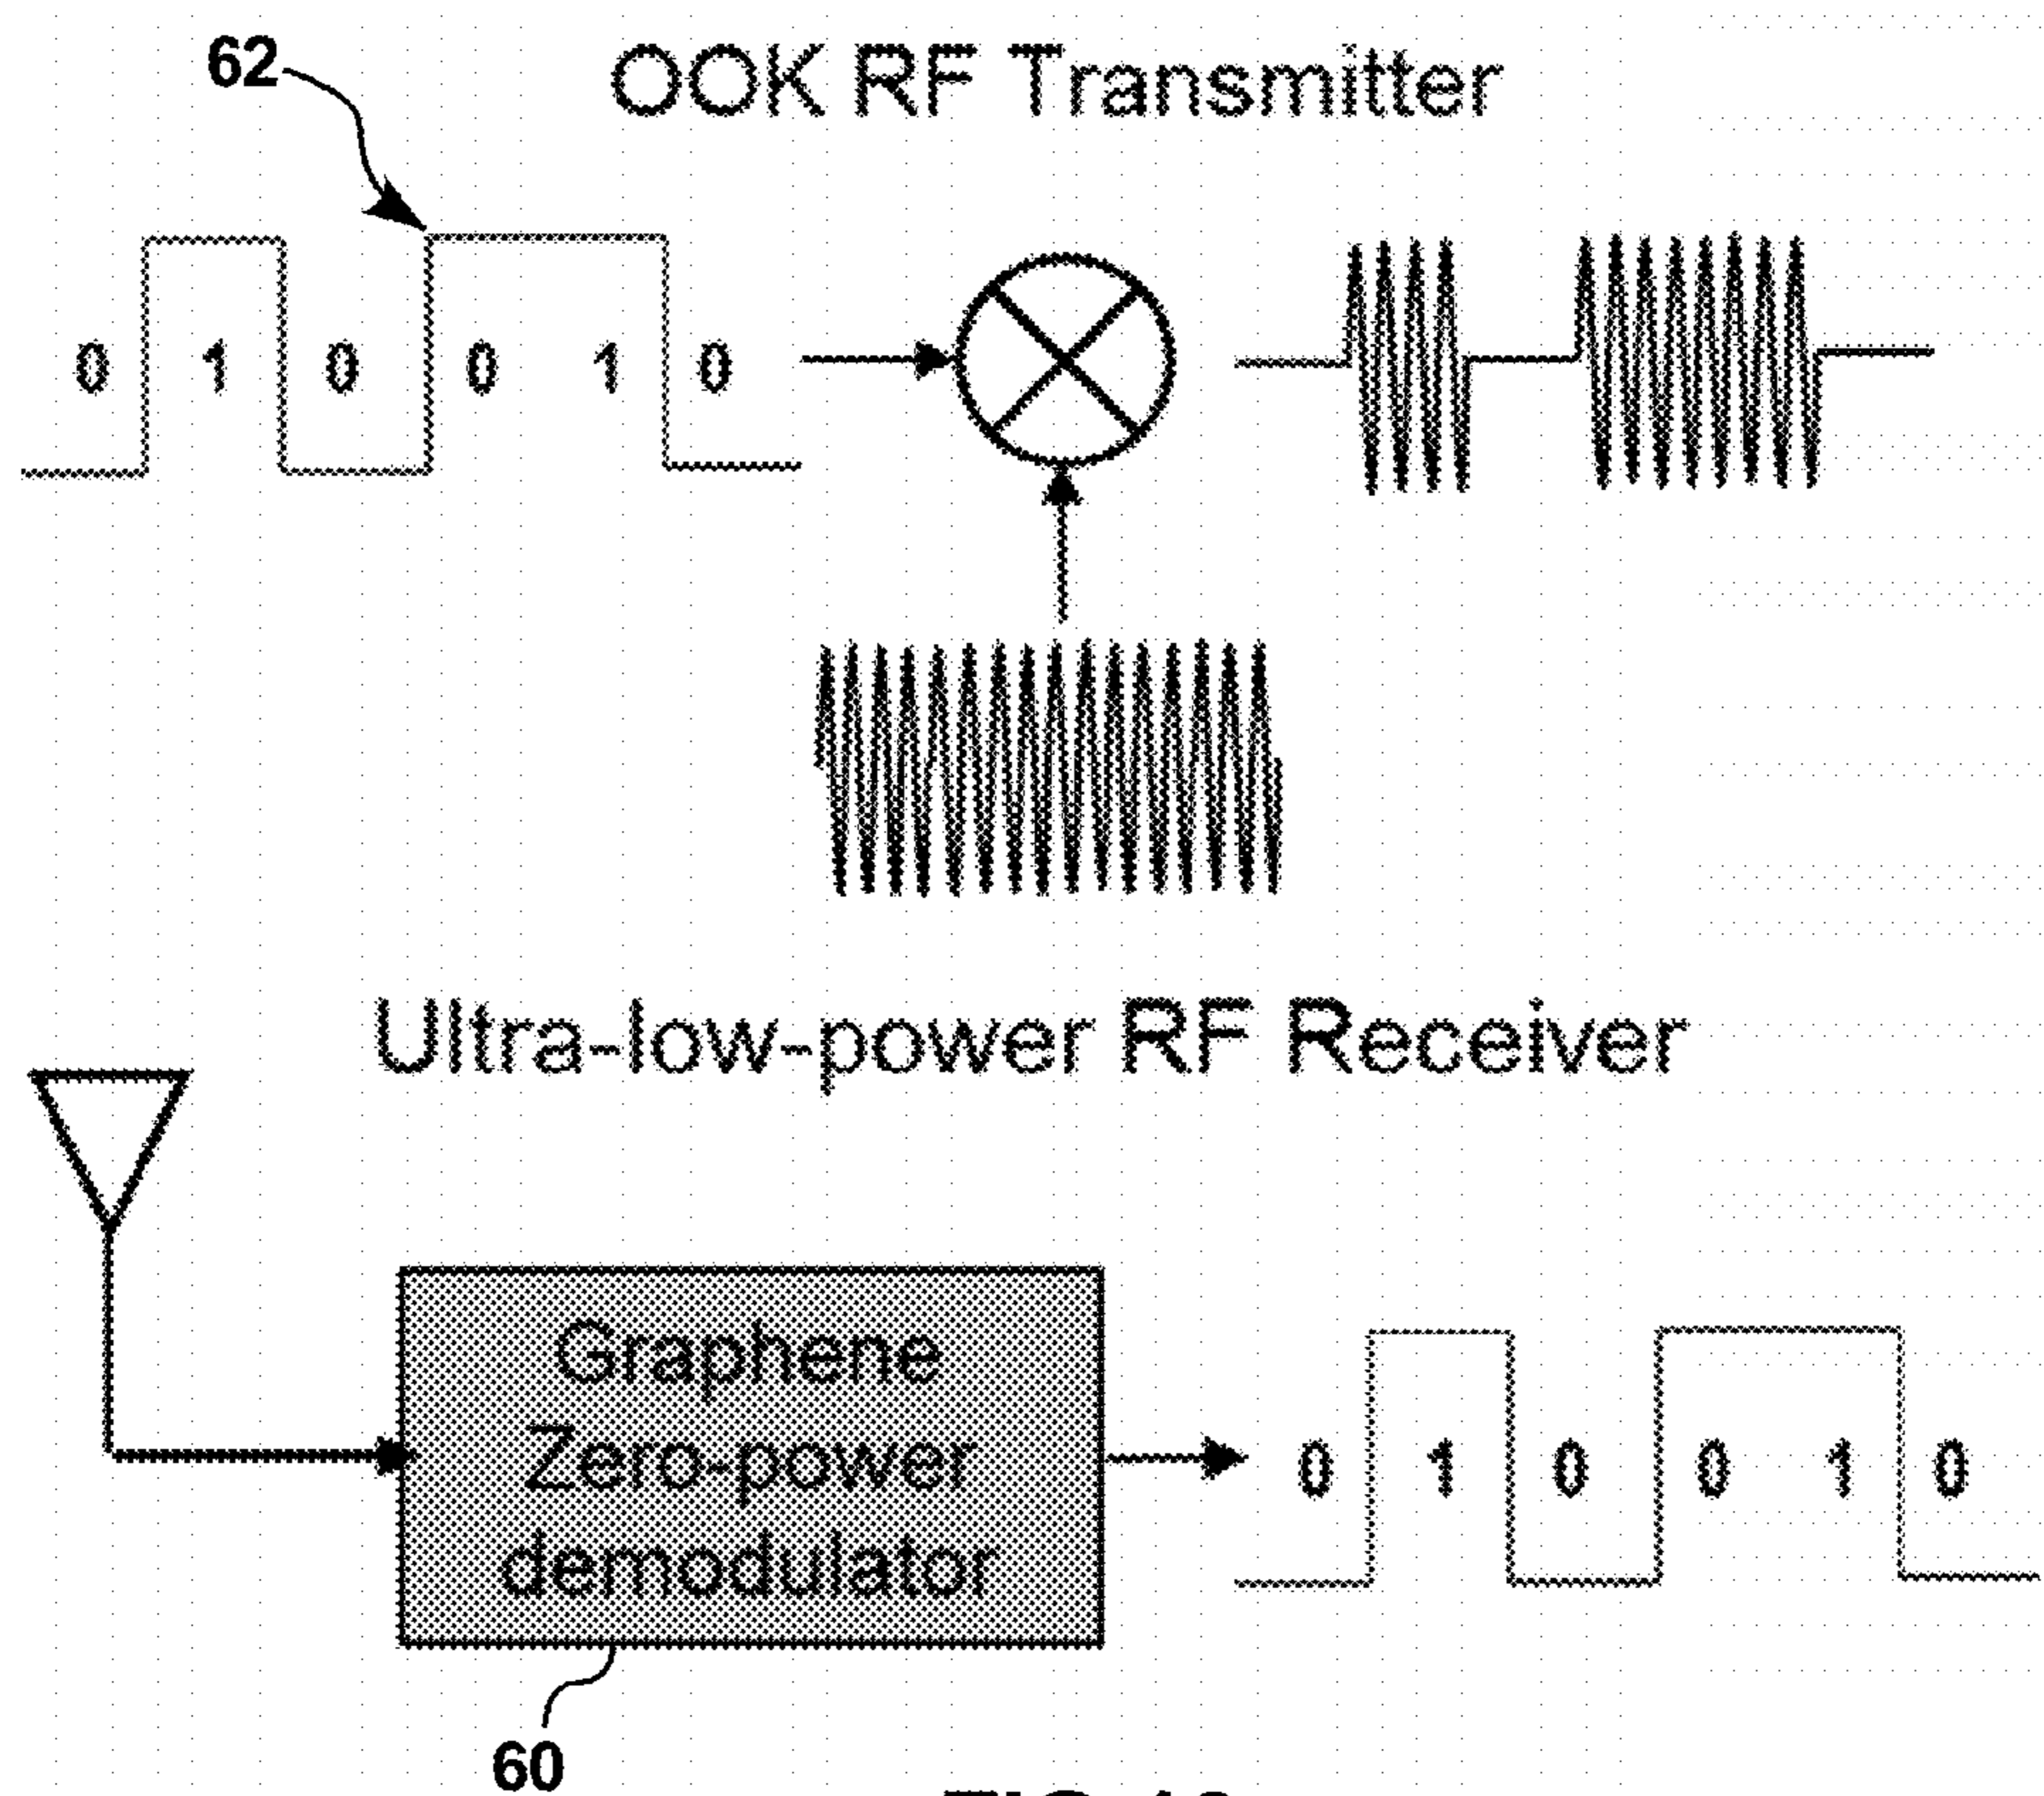 62
OOK RF Transmitter
0 1 0 0 1 0
Ultra-low-power RF Receiver
Graphene
Zero-power
demodulator
0 1 0 0 1 0
60